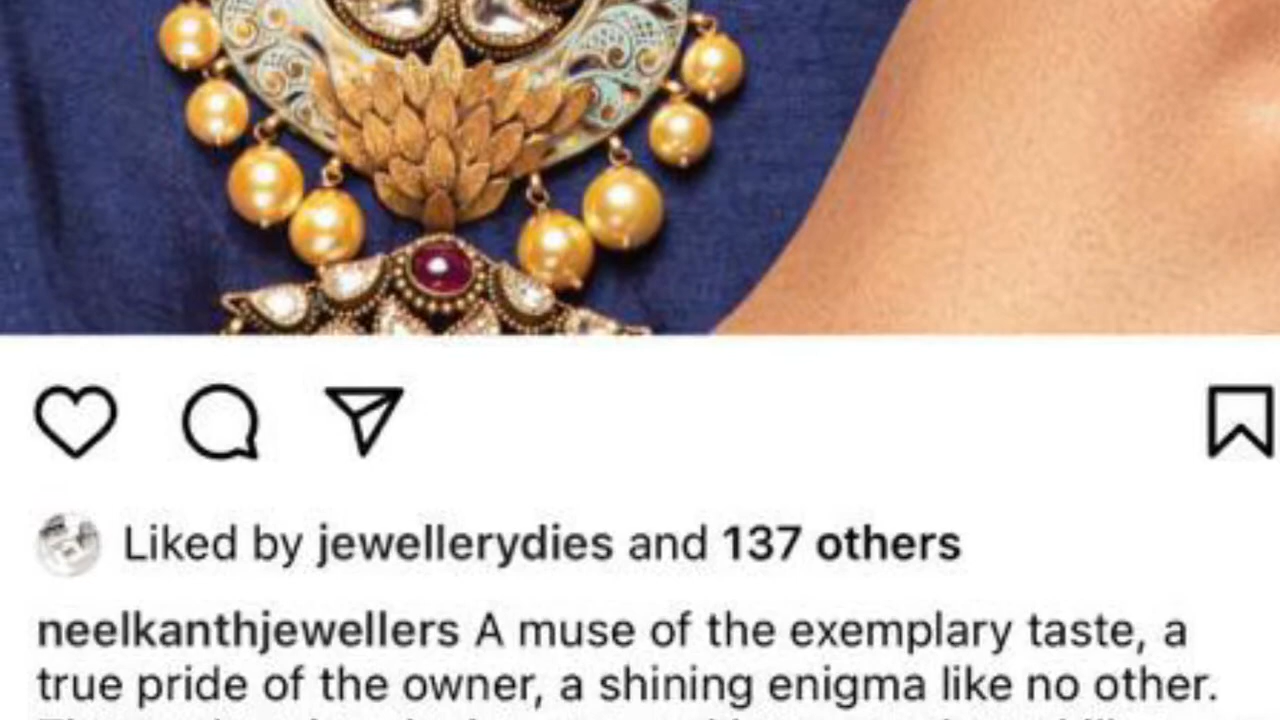 Liked by jewellerydies and 137 others
neelkanthjewellers A muse of the exemplary taste, a
true pride of the owner, a shining enigma like no other.